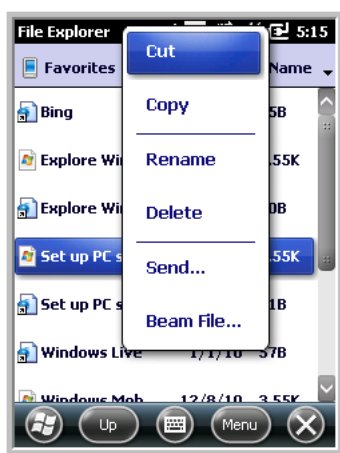 File Explorer 5:15
Favorites Name
Cut
Copy
Rename
Delete
Send...
Beam File...
Bing 5B
Explore .55K
Explore 0B
Set up PC .55K
Set up PC 1B
Windows Live 1/1/10 57B
Windows Mob 12/8/10 3.55K
Up Menu